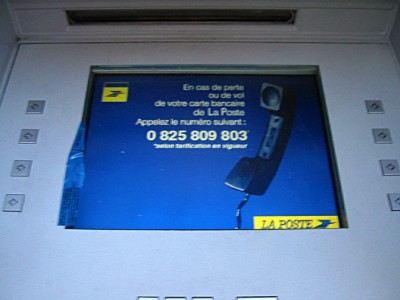 En cas de perte
ou de vol
de votre carte bancaire
de La Poste
Appelez le numéro suivant :
0 825 809 803*
*selon tarification en vigueur
LA POSTE